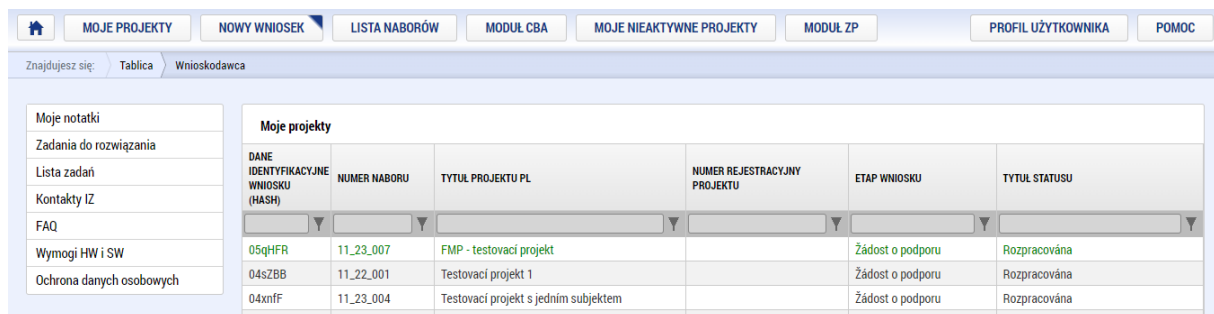 MOJE PROJEKTY NOWY WNIOSEK LISTA NABORÓW MODUŁ CBA MOJE NIEAKTYWNE PROJEKTY MODUŁ ZP PROFIL UŻYTKOWNIKA POMOC
Znajdujesz się: Tablica Wnioskodawca
Moje notatki
Zadania do rozwiązania
Lista zadań
Kontakty IZ
FAQ
Wymogi HW i SW
Ochrona danych osobowych
Moje projekty
DANE IDENTYFIKACYJNE WNIOSKU (HASH) NUMER NABORU TYTUŁ PROJEKTU PL NUMER REJESTRACYJNY PROJEKTU ETAP WNIOSKU TYTUŁ STATUSU
05qHFR 11_23_007 FMP - testovací projekt Žádost o podporu Rozpracována
04sZBB 11_22_001 Testovací projekt 1 Žádost o podporu Rozpracována
04xnfF 11_23_004 Testovací projekt s jedním subjektem Žádost o podporu Rozpracována